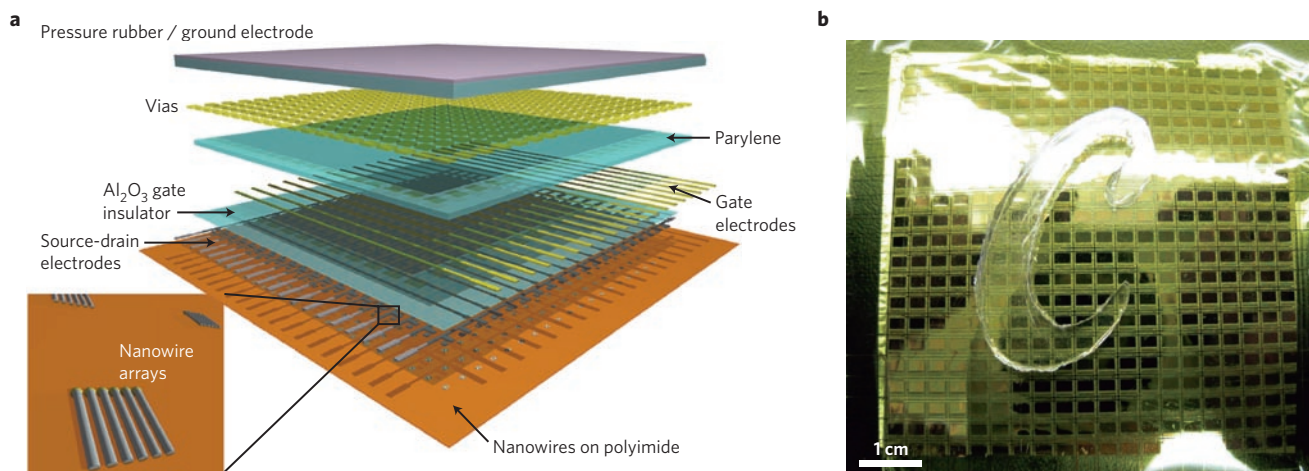 a
Pressure rubber / ground electrode
Vias
Parylene
Al₂O₃ gate
insulator
Gate
electrodes
Source-drain
electrodes
Nanowire
arrays
Nanowires on polyimide
b
1 cm